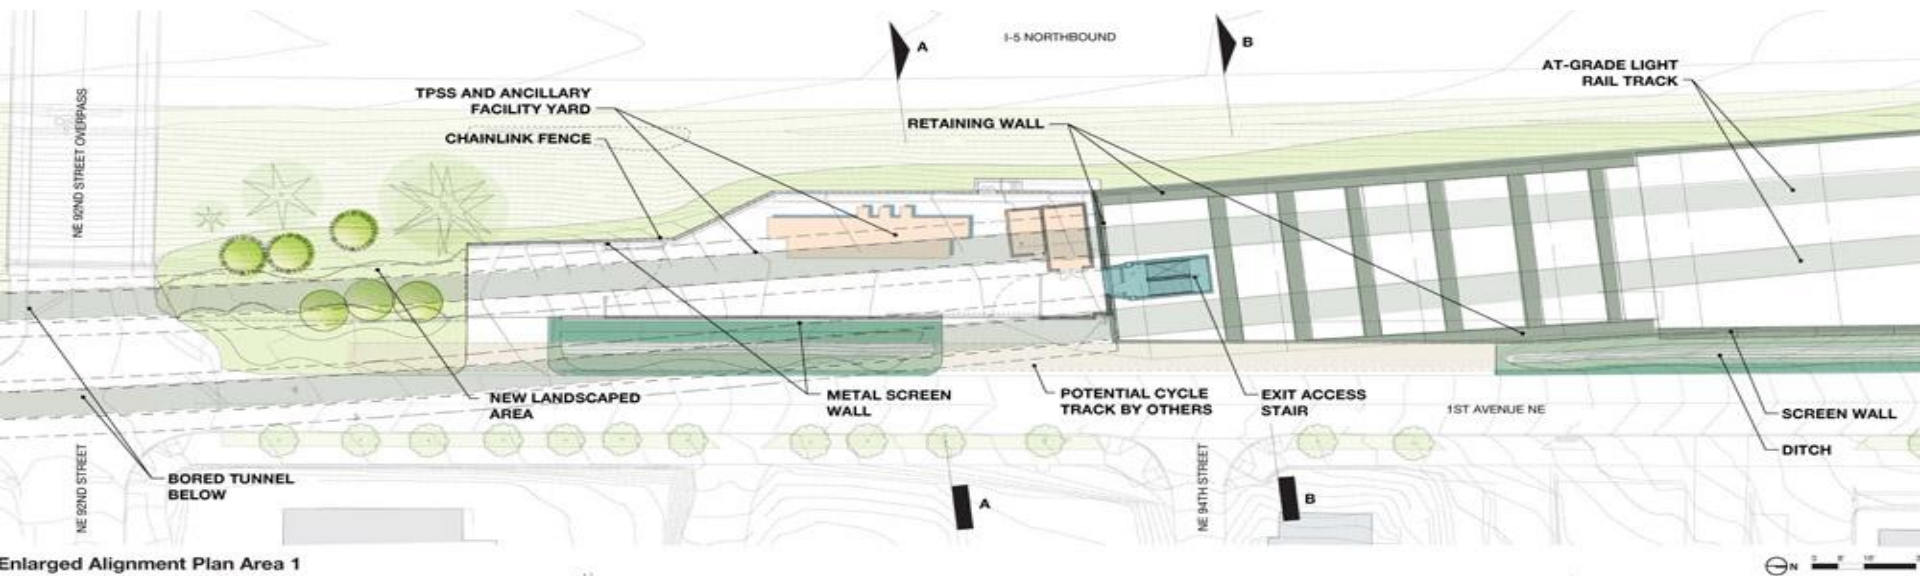 I-5 NORTHBOUND
A
B
AT-GRADE LIGHT
RAIL TRACK
TPSS AND ANCILLARY
FACILITY YARD
CHAINLINK FENCE
RETAINING WALL
NE 92ND STREET OVERPASS
NEW LANDSCAPED
AREA
METAL SCREEN
WALL
POTENTIAL CYCLE
TRACK BY OTHERS
EXIT ACCESS
STAIR
1ST AVENUE NE
SCREEN WALL
DITCH
BORED TUNNEL
BELOW
NE 92ND STREET
NE 94TH STREET
A
B
Enlarged Alignment Plan Area 1
N
0